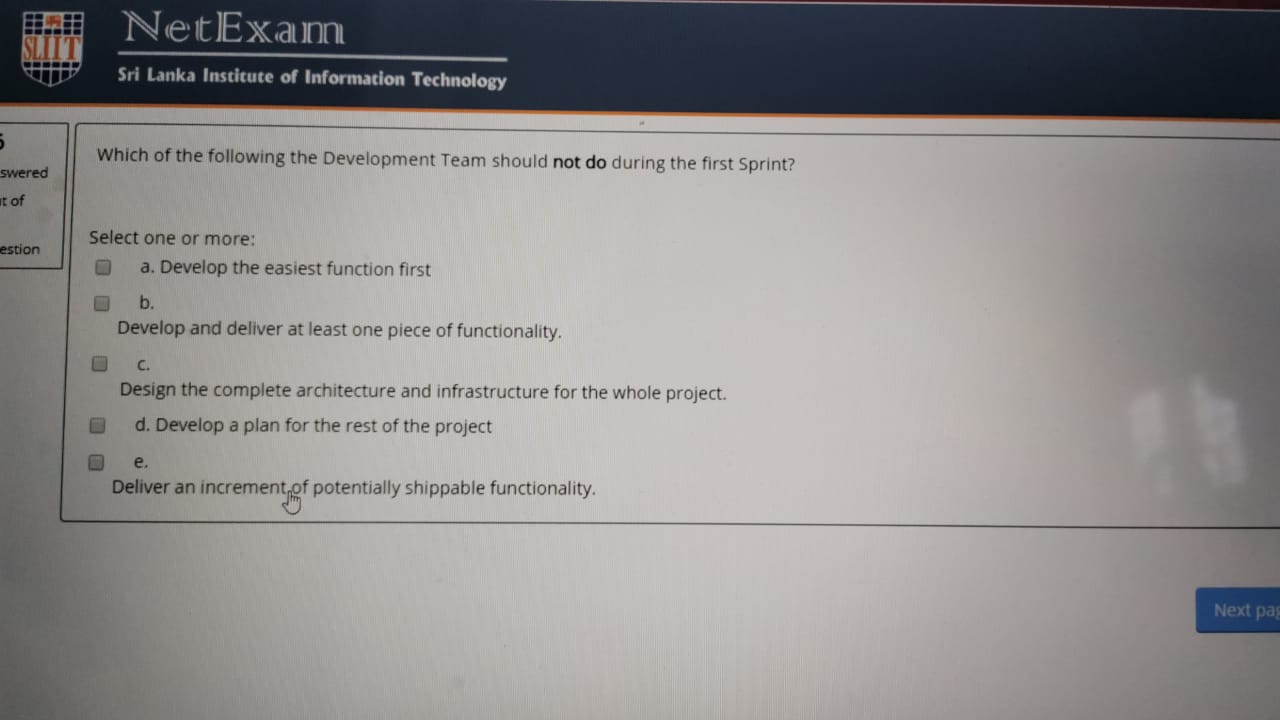 SLIIT
NetExam
Sri Lanka Institute of Information Technology
swered
of
estion
Which of the following the Development Team should not do during the first Sprint?
Select one or more:
a. Develop the easiest function first
b.
Develop and deliver at least one piece of functionality.
c.
Design the complete architecture and infrastructure for the whole project.
d. Develop a plan for the rest of the project
e.
Deliver an increment of potentially shippable functionality.
Next pag